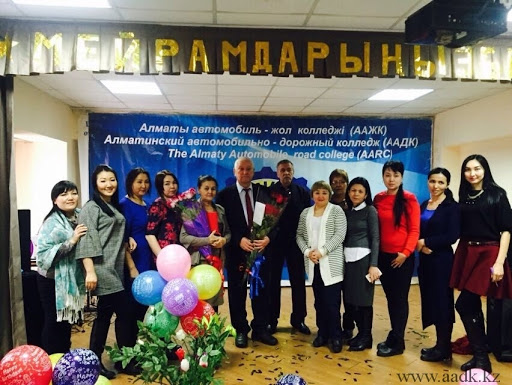 МЕЙРАМДАРЫҢЫЗ
Алматы автомобиль - жол колледжі (ААЖК)
Алматинский автомобильно - дорожный колледж (ААДК)
The Almaty Automobile road college (AARC)
www.aadk.kz